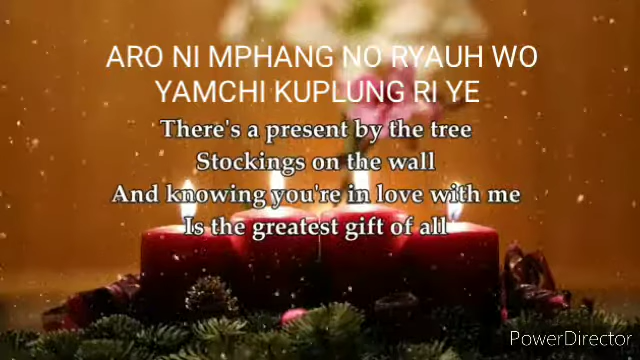 ARO NI MPHANG NO RYAUH WO
YAMCHI KUPLUNG RI YE
There's a present by the tree
Stockings on the wall
And knowing you're in love with me
Is the greatest gift of all
PowerDirector